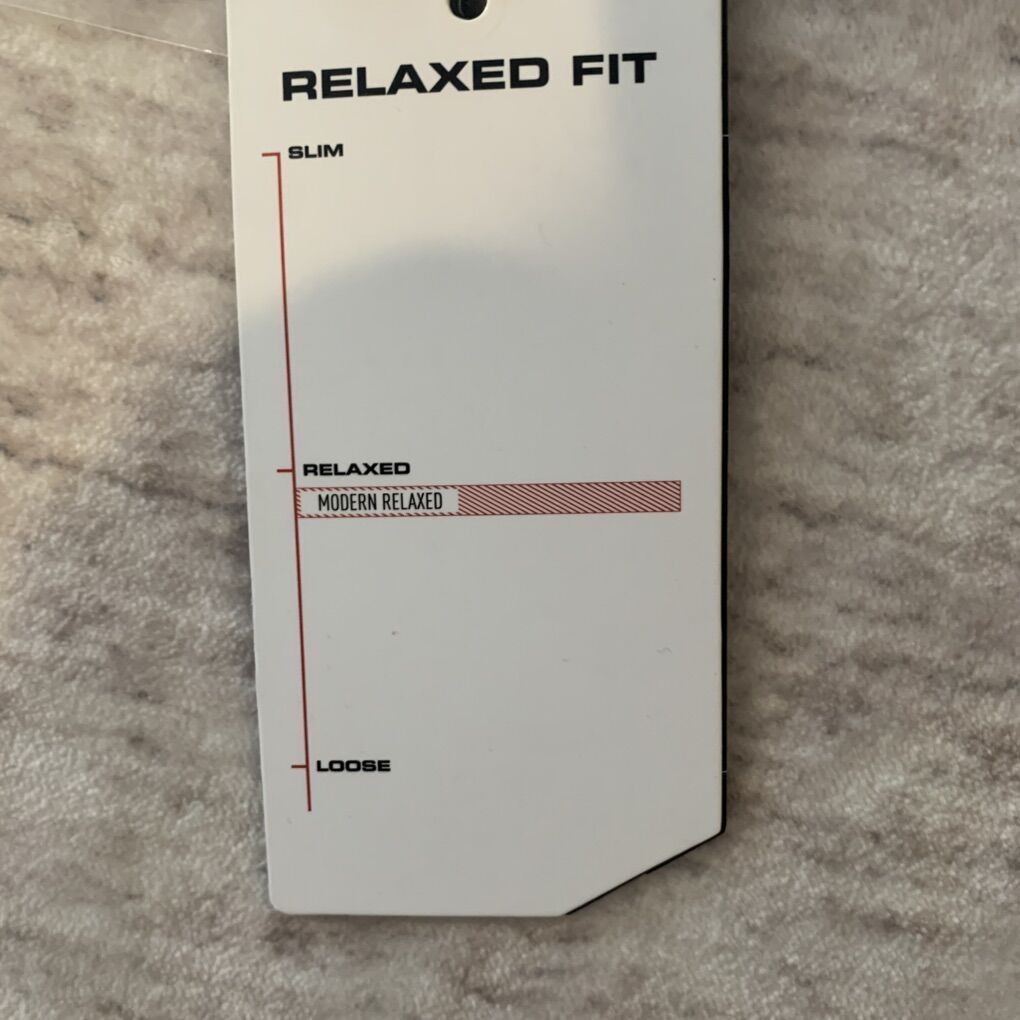 RELAXED FIT
SLIM
RELAXED
MODERN RELAXED
LOOSE